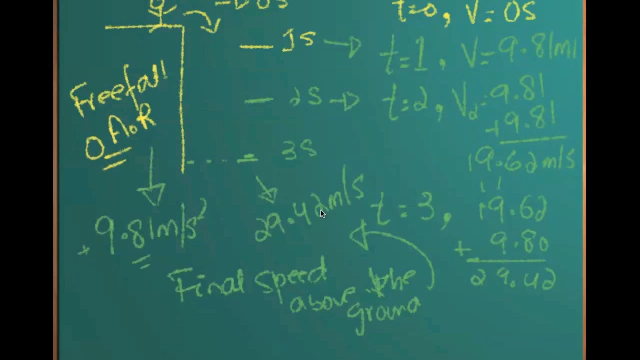 0s t=0, V=0s
1s t=1, V=9.81m/
2s t=2, V2=9.81
+9.81
19.62m/s
Freefall
0 A.R
3s
t=3, 19.62
+ 9.80
29.42
29.42m/s
+9.81m/s²
Final speed
above the
ground